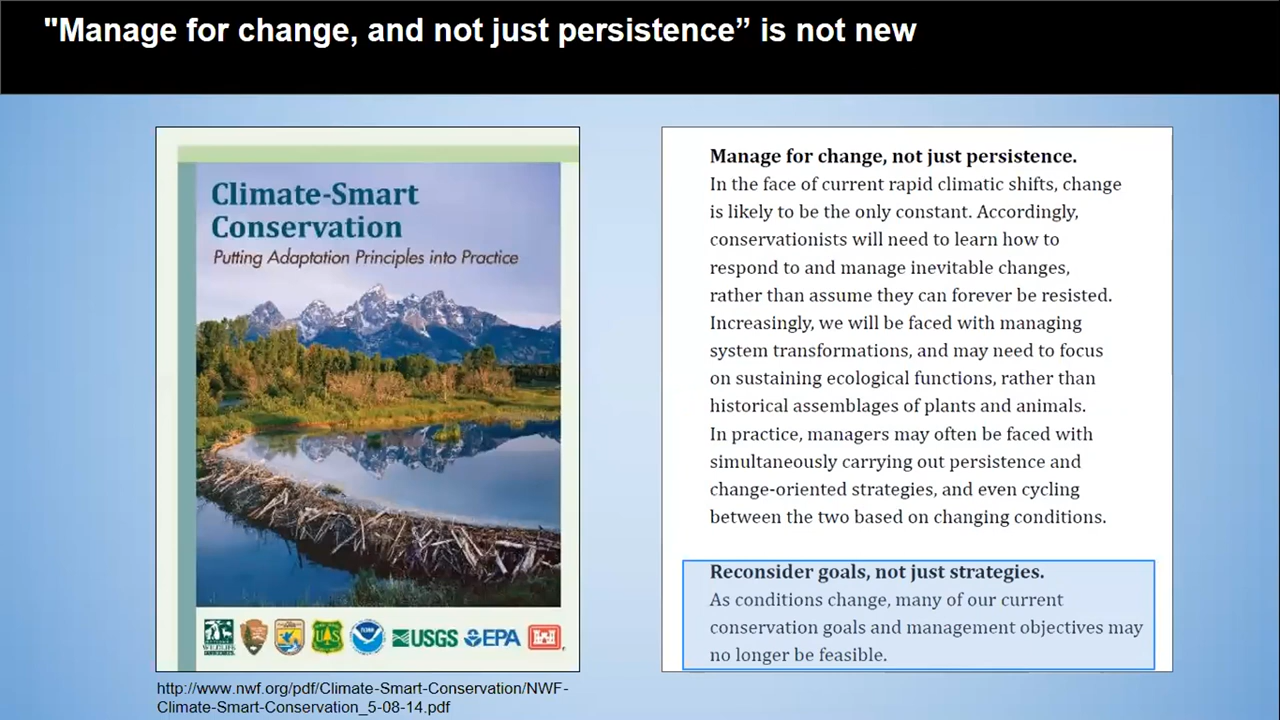 "Manage for change, and not just persistence” is not new
Climate-Smart
Conservation
Putting Adaptation Principles into Practice
USGS
EPA
http://www.nwf.org/pdf/Climate-Smart-Conservation/NWF-
Climate-Smart-Conservation_5-08-14.pdf
Manage for change, not just persistence.
In the face of current rapid climatic shifts, change
is likely to be the only constant. Accordingly,
conservationists will need to learn how to
respond to and manage inevitable changes,
rather than assume they can forever be resisted.
Increasingly, we will be faced with managing
system transformations, and may need to focus
on sustaining ecological functions, rather than
historical assemblages of plants and animals.
In practice, managers may often be faced with
simultaneously carrying out persistence and
change-oriented strategies, and even cycling
between the two based on changing conditions.
Reconsider goals, not just strategies.
As conditions change, many of our current
conservation goals and management objectives may
no longer be feasible.